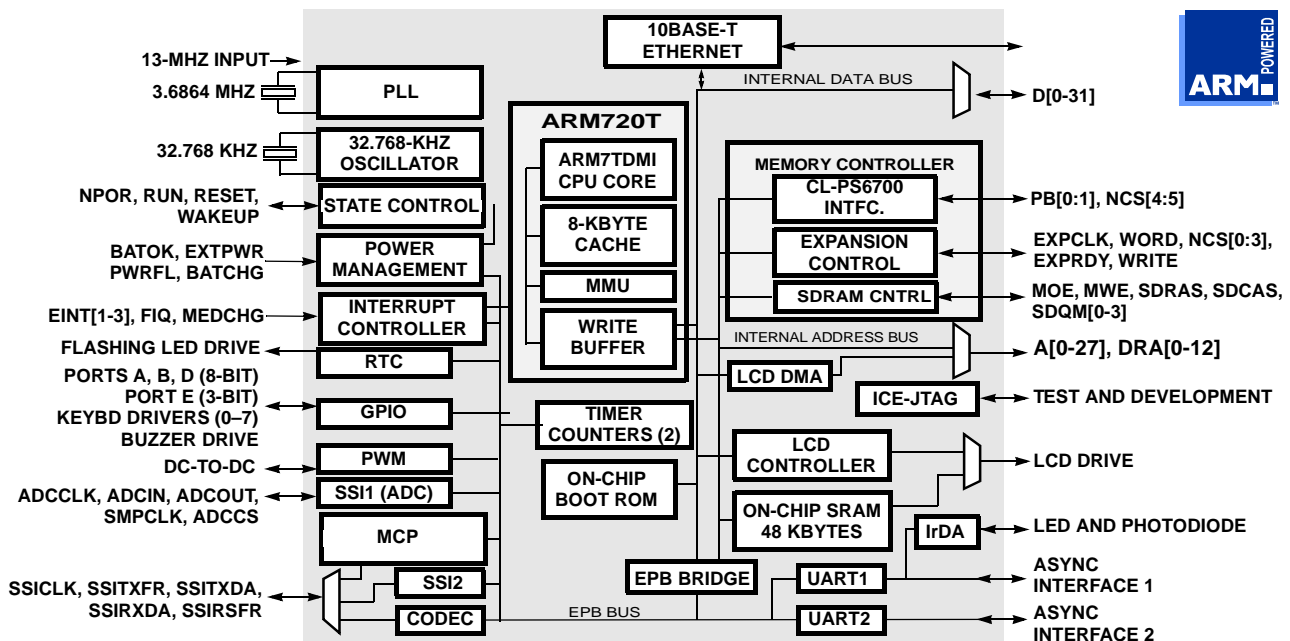 10BASE-T
ETHERNET
ARM
POWERED
™
13-MHZ INPUT
3.6864 MHZ
PLL
INTERNAL DATA BUS
D[0-31]
32.768 KHZ
32.768-KHZ
OSCILLATOR
ARM720T
ARM7TDMI
CPU CORE
8-KBYTE
CACHE
MMU
WRITE
BUFFER
MEMORY CONTROLLER
CL-PS6700
INTFC.
PB[0:1], NCS[4:5]
EXPANSION
CONTROL
EXPCLK, WORD, NCS[0:3],
EXPRDY, WRITE
SDRAM CNTRL
MOE, MWE, SDRAS, SDCAS,
SDQM[0-3]
NPOR, RUN, RESET,
WAKEUP
STATE CONTROL
BATOK, EXTPWR
PWRFL, BATCHG
POWER
MANAGEMENT
EINT[1-3], FIQ, MEDCHG
INTERRUPT
CONTROLLER
FLASHING LED DRIVE
RTC
INTERNAL ADDRESS BUS
A[0-27], DRA[0-12]
LCD DMA
ICE-JTAG
TEST AND DEVELOPMENT
PORTS A, B, D (8-BIT)
PORT E (3-BIT)
KEYBD DRIVERS (0–7)
BUZZER DRIVE
GPIO
TIMER
COUNTERS (2)
DC-TO-DC
PWM
LCD
CONTROLLER
LCD DRIVE
ADCCLK, ADCIN, ADCOUT,
SMPCLK, ADCCS
SSI1 (ADC)
ON-CHIP
BOOT ROM
ON-CHIP SRAM
48 KBYTES
IrDA
LED AND PHOTODIODE
MCP
SSICLK, SSITXFR, SSITXDA,
SSIRXDA, SSIRSFR
SSI2
CODEC
EPB BRIDGE
EPB BUS
UART1
ASYNC
INTERFACE 1
UART2
ASYNC
INTERFACE 2